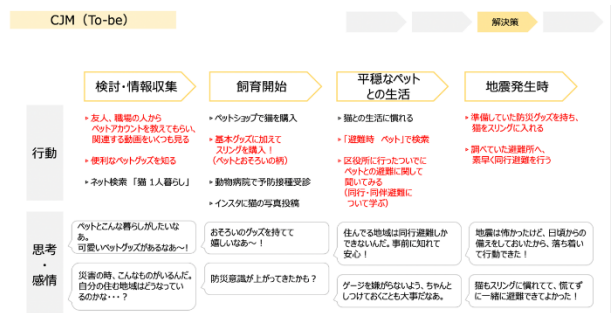 CJM（To-be）
解決策
検討・情報収集
飼育開始
平穏なペット
との生活
地震発生時
行動
▸友人、職場の人から
ペットアカウントを教えてもらい、
関連する動画をいくつも見る
▸便利なペットグッズを知る
▸ネット検索 「猫 1人暮らし」
▸ペットショップで猫を購入
▸基本グッズに加えて
スリングを購入！
（ペットとおそろいの柄）
▸動物病院で予防接種受診
▸インスタに猫の写真投稿
▸猫との生活に慣れる
▸「避難時 ペット」で検索
▸区役所に行ったついでに
ペットとの避難に関して
聞いてみる
（同行・同伴避難に
ついて学ぶ）
▸準備していた防災グッズを持ち、
猫をスリングに入れる
▸調べていた避難所へ、
素早く同行避難を行う
思考
・
感情
ペットとこんな暮らしがしたいな
あ。
可愛いペットグッズがあるなあ～！
災害の時、こんなものがいるんだ。
自分の住む地域はどうなってい
るのかな・・・？
おそろいのグッズを持てて
嬉しいなあ～！
防災意識が上がってきたかも？
住んでる地域は同行避難しか
できないんだ。事前に知れて
安心！
ゲージを嫌がらないよう、ちゃんと
しつけておくことも大事だなあ。
地震は怖かったけど、日頃からの
備えをしておいたから、落ち着い
て行動できた！
猫もスリングに慣れてて、慌てず
に一緒に避難できてよかった！